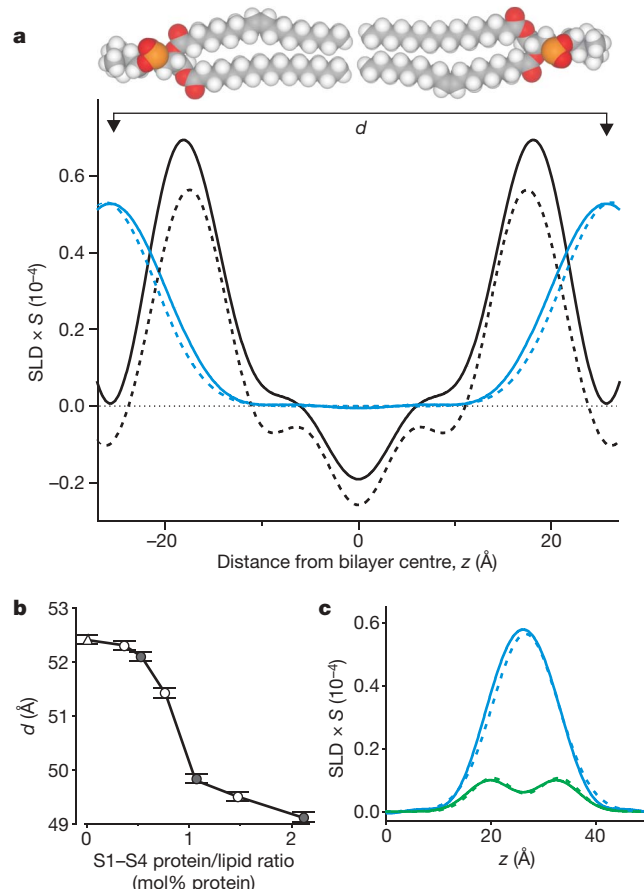 a
d
SLD × S (10⁻⁴)
0.6
0.4
0.2
0.0
−0.2
−20
0
20
Distance from bilayer centre, z (Å)
b
53
52
51
50
49
d (Å)
0
1
2
S1–S4 protein/lipid ratio
(mol% protein)
c
0.6
0.4
0.2
0.0
SLD × S (10⁻⁴)
0
20
40
z (Å)